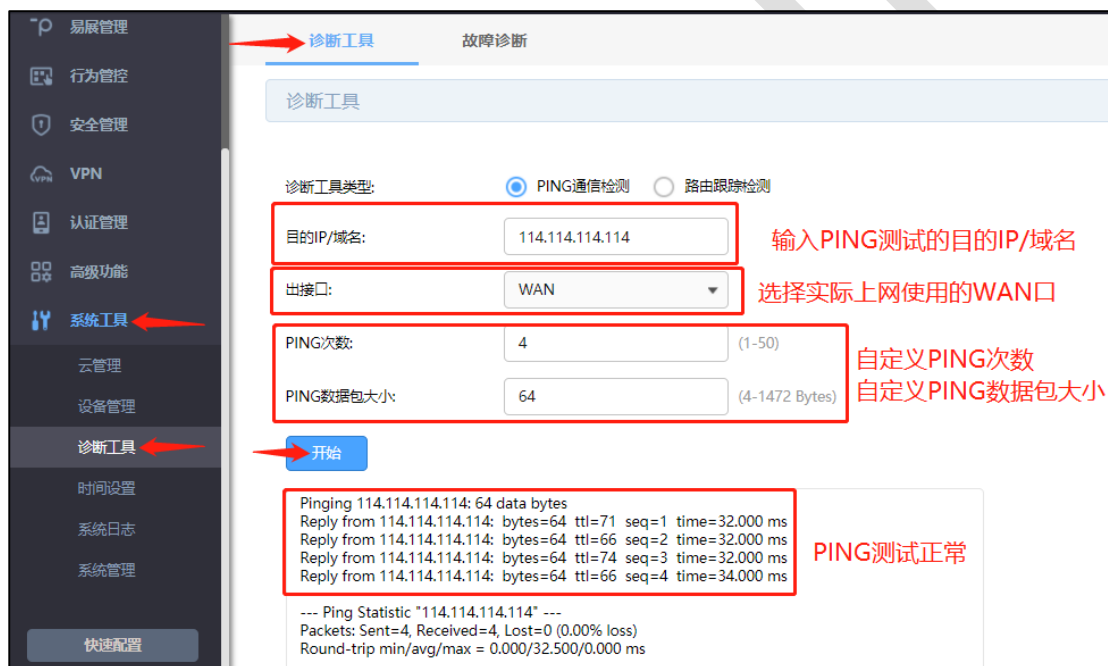 易展管理
行为管控
安全管理
VPN
认证管理
高级功能
系统工具
云管理
设备管理
诊断工具
时间设置
系统日志
系统管理
快速配置
诊断工具 故障诊断
诊断工具
诊断工具类型: PING通信检测 路由跟踪检测
目的IP/域名: 114.114.114.114 输入PING测试的目的IP/域名
出接口: WAN 选择实际上网使用的WAN口
PING次数: 4 (1-50) 自定义PING次数
PING数据包大小: 64 (4-1472 Bytes) 自定义PING数据包大小
开始
Pinging 114.114.114.114: 64 data bytes
Reply from 114.114.114.114: bytes=64 ttl=71 seq=1 time=32.000 ms
Reply from 114.114.114.114: bytes=64 ttl=66 seq=2 time=32.000 ms
Reply from 114.114.114.114: bytes=64 ttl=74 seq=3 time=32.000 ms
Reply from 114.114.114.114: bytes=64 ttl=66 seq=4 time=34.000 ms
PING测试正常
--- Ping Statistic "114.114.114.114" ---
Packets: Sent=4, Received=4, Lost=0 (0.00% loss)
Round-trip min/avg/max = 0.000/32.500/0.000 ms